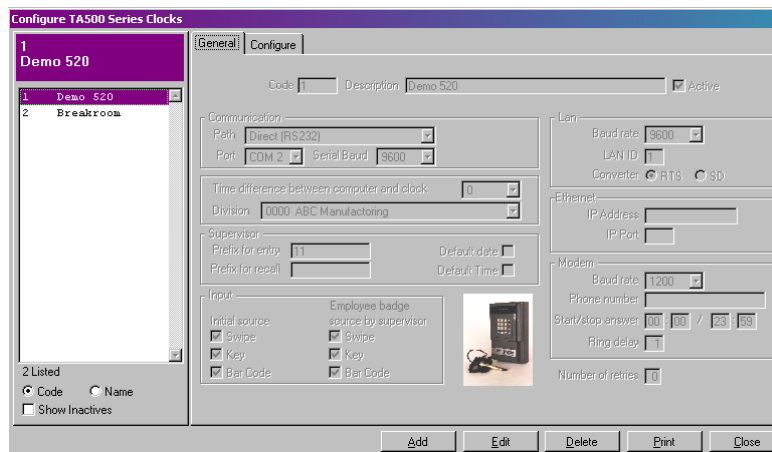 Configure TA500 Series Clocks
1
Demo 520
1 Demo 520
2 Breakroom
2 Listed
Code Name
Show Inactives
General Configure
Code 1 Description Demo 520 Active
Communication
Path Direct (RS232)
Port COM 2 Serial Baud 9600
Time difference between computer and clock 0
Division 0000 ABC Manufactoring
Supervisor
Prefix for entry 11 Default date
Prefix for recall Default Time
Input
Initial source Employee badge source by supervisor
Swipe Swipe
Key Key
Bar Code Bar Code
Lan
Baud rate 9600
LAN ID 1
Converter RTS SD
Ethernet
IP Address
IP Port
Modem
Baud rate 1200
Phone number
Start/stop answer 00 : 00 / 23 : 59
Ring delay 1
Number of retries 0
Add Edit Delete Print Close